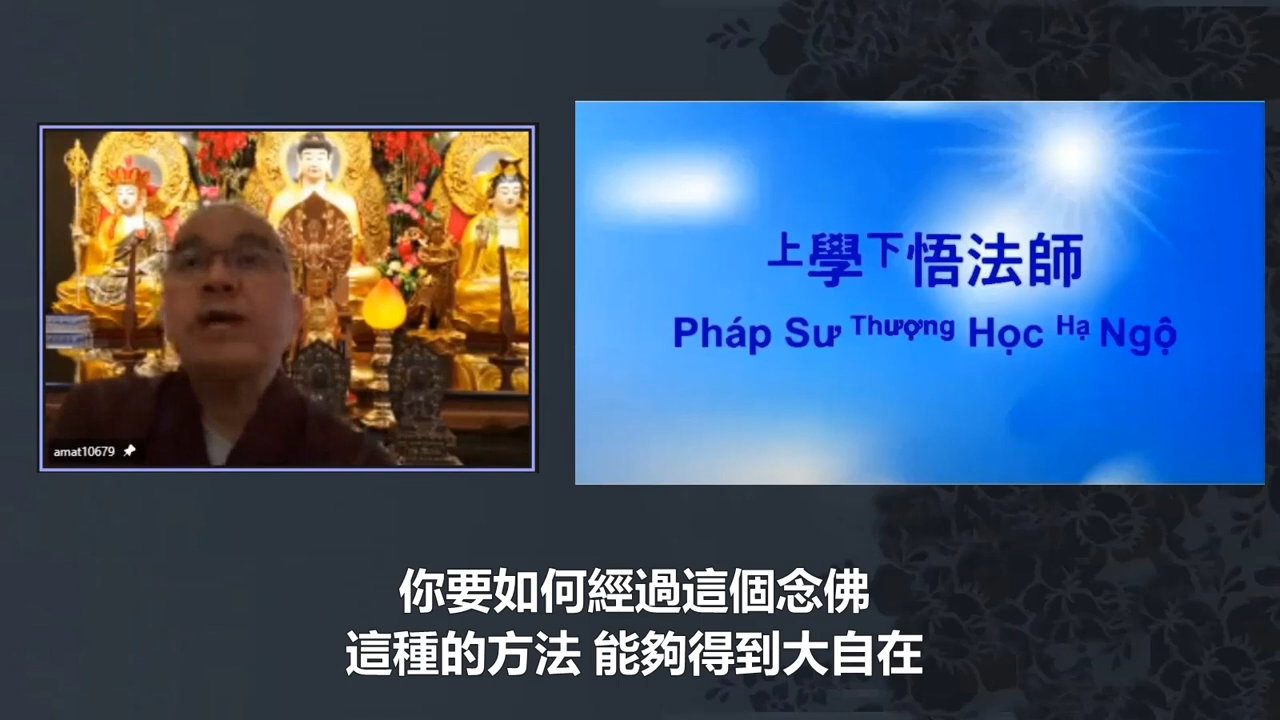 上學下悟法師
Pháp Sư Thượng Học Hạ Ngộ
amat10679
你要如何經過這個念佛
這種的方法 能夠得到大自在